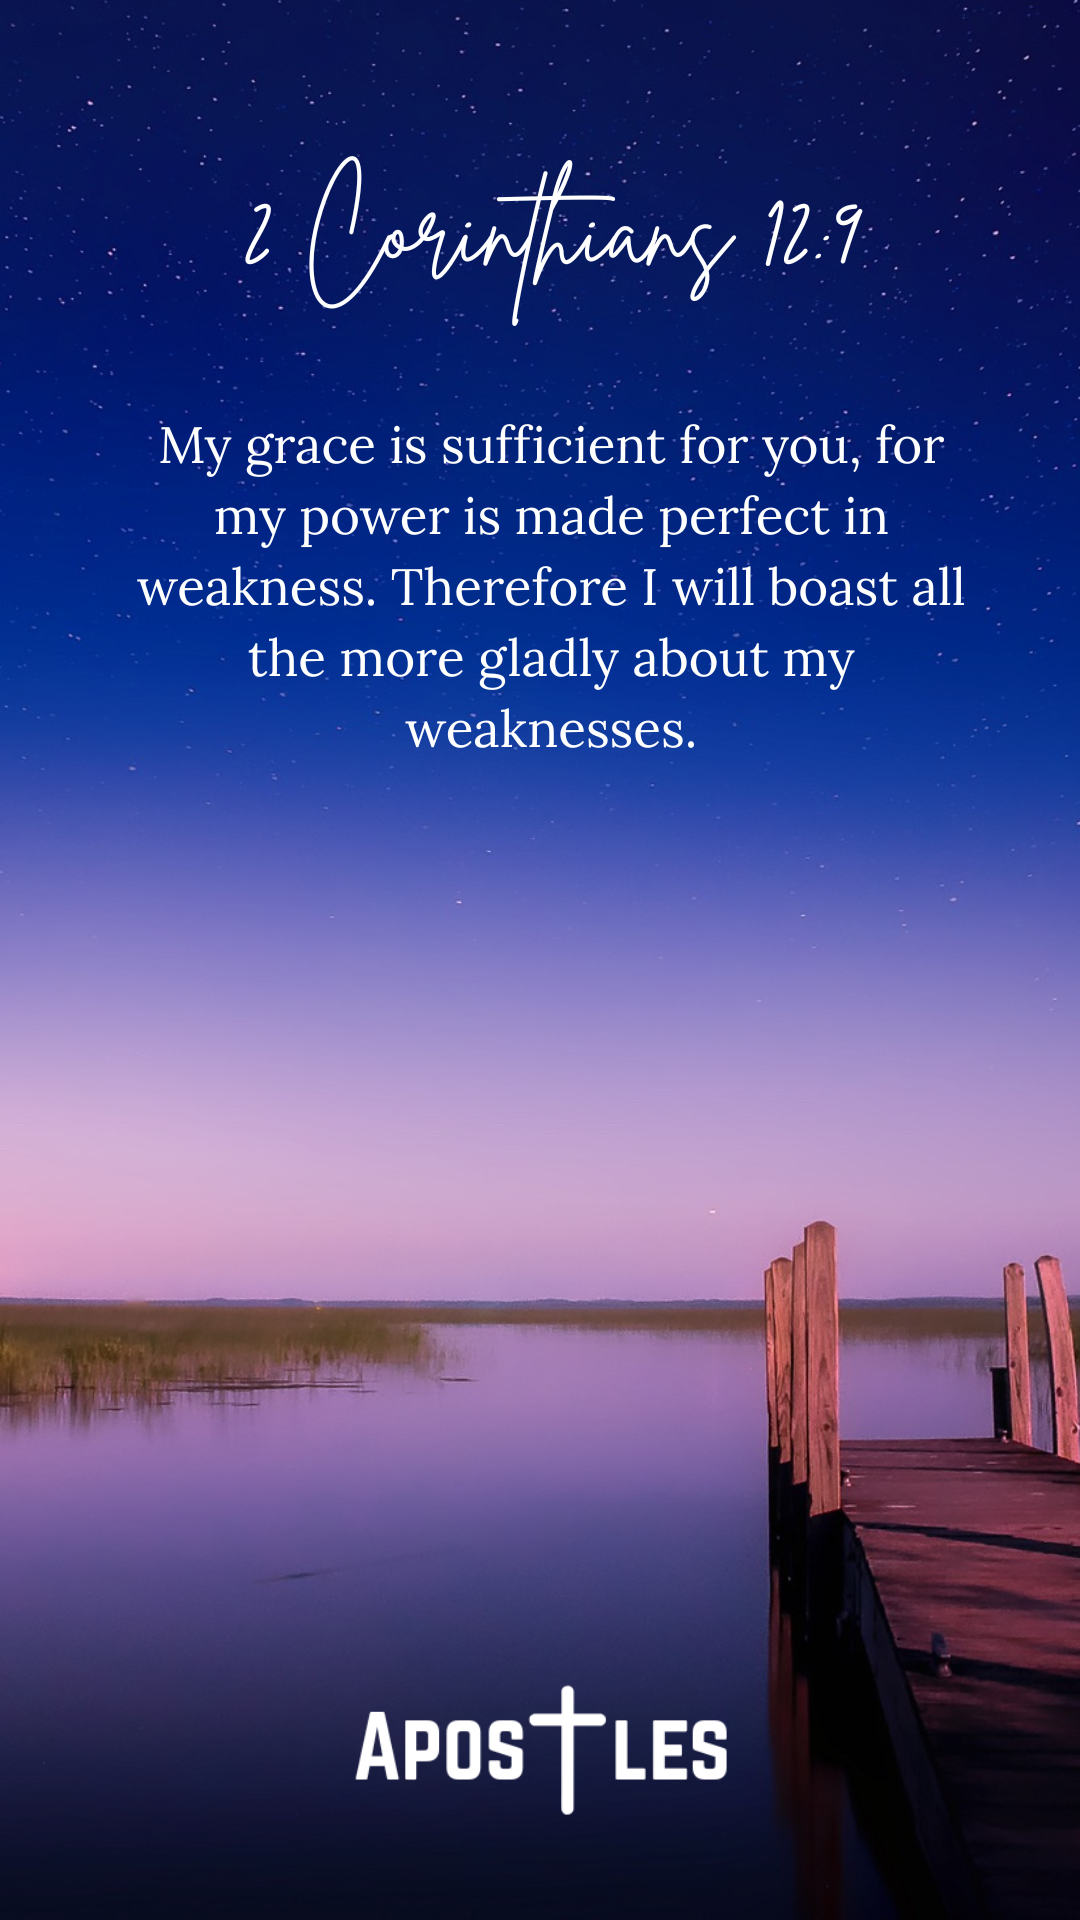 2 Corinthians 12:9
My grace is sufficient for you, for
my power is made perfect in
weakness. Therefore I will boast all
the more gladly about my
weaknesses.
APOSTLES